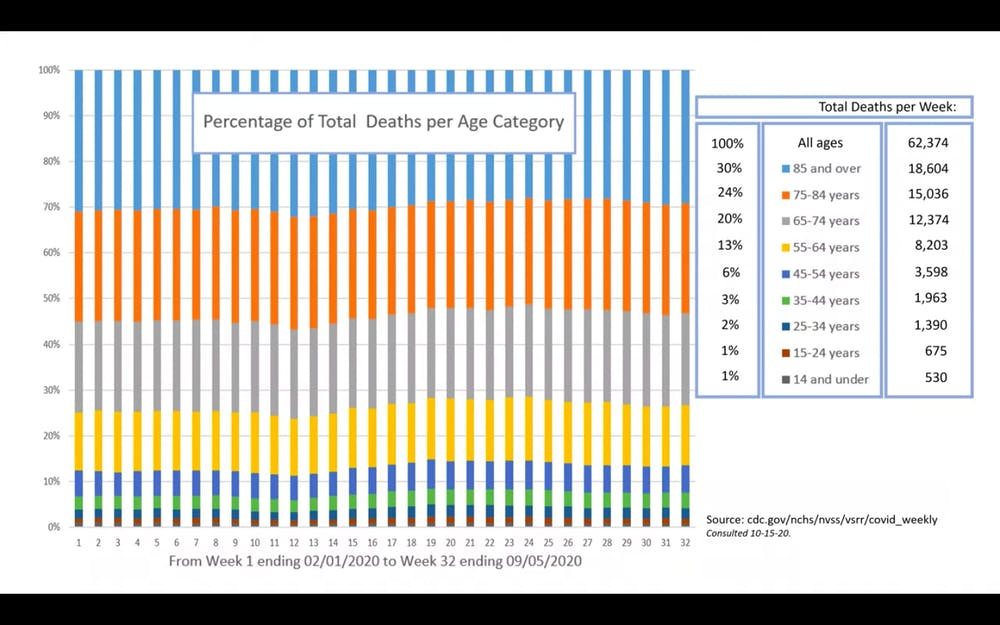 Percentage of Total Deaths per Age Category
100%
90%
80%
70%
60%
50%
40%
30%
20%
10%
0%
1 2 3 4 5 6 7 8 9 10 11 12 13 14 15 16 17 18 19 20 21 22 23 24 25 26 27 28 29 30 31 32
From Week 1 ending 02/01/2020 to Week 32 ending 09/05/2020
Total Deaths per Week:
100% All ages 62,374
30% 85 and over 18,604
24% 75-84 years 15,036
20% 65-74 years 12,374
13% 55-64 years 8,203
6% 45-54 years 3,598
3% 35-44 years 1,963
2% 25-34 years 1,390
1% 15-24 years 675
1% 14 and under 530
Source: cdc.gov/nchs/nvss/vsrr/covid_weekly
Consulted 10-15-20.